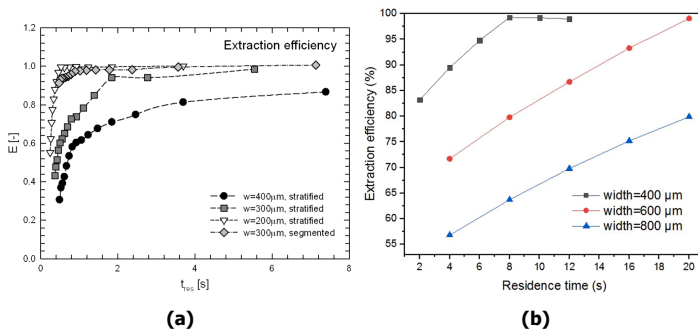 Extraction efficiency
E [-]
1.0
0.8
0.6
0.4
0.2
0.0
w=400µm, stratified
w=300µm, stratified
w=200µm, stratified
w=300µm, segmented
0 2 4 6 8
t_res [s]
(a)
Extraction efficiency (%)
100
95
90
85
80
75
70
65
60
55
width=400 µm
width=600 µm
width=800 µm
2 4 6 8 10 12 14 16 18 20
Residence time (s)
(b)